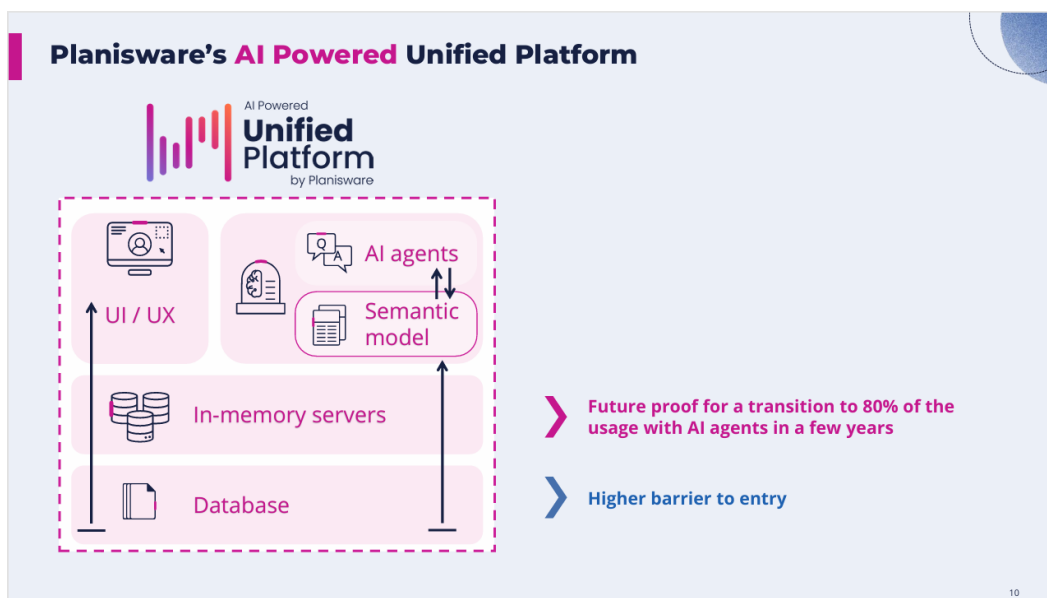 Planisware’s AI Powered Unified Platform
AI Powered
Unified
Platform
by Planisware
Q
A
AI agents
UI / UX
Semantic
model
In-memory servers
Future proof for a transition to 80% of the
usage with AI agents in a few years
Database
Higher barrier to entry
10